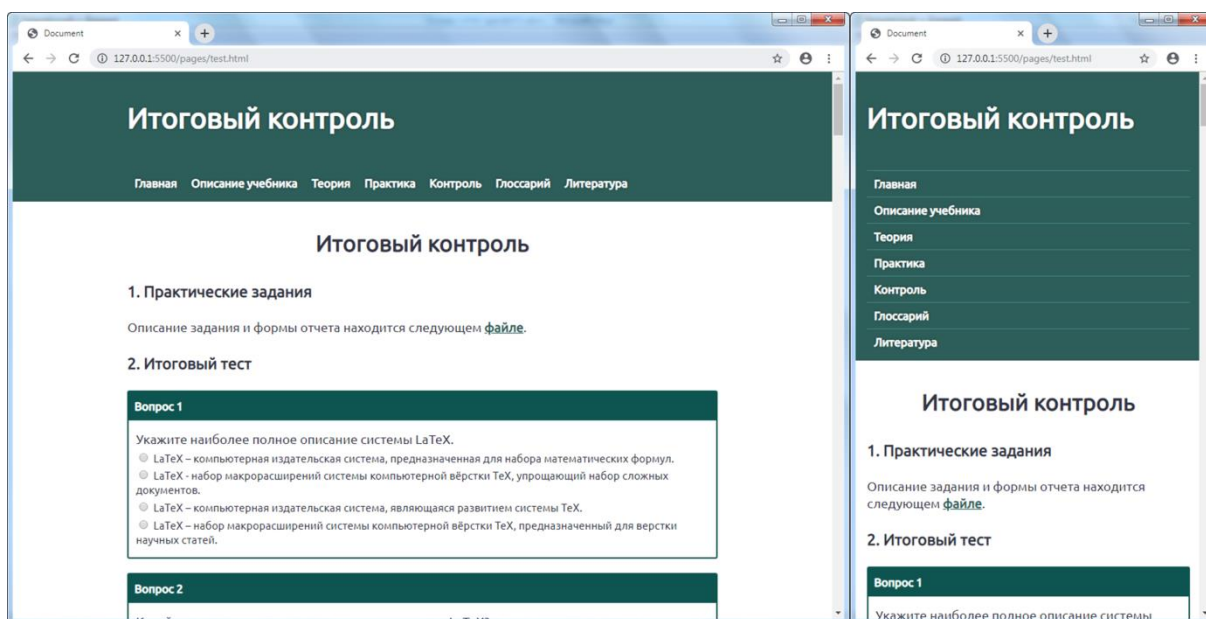 Document
127.0.0.1:5500/pages/test.html
Итоговый контроль
Главная Описание учебника Теория Практика Контроль Глоссарий Литература
Итоговый контроль
1. Практические задания
Описание задания и формы отчета находится следующем файле.
2. Итоговый тест
Вопрос 1
Укажите наиболее полное описание системы LaTeX.
LaTeX – компьютерная издательская система, предназначенная для набора математических формул.
LaTeX - набор макрорасширений системы компьютерной вёрстки TeX, упрощающий набор сложных
документов.
LaTeX – компьютерная издательская система, являющаяся развитием системы TeX.
LaTeX – набор макрорасширений системы компьютерной вёрстки TeX, предназначенный для верстки
научных статей.
Вопрос 2
Document
127.0.0.1:5500/pages/test.html
Итоговый контроль
Главная
Описание учебника
Теория
Практика
Контроль
Глоссарий
Литература
Итоговый контроль
1. Практические задания
Описание задания и формы отчета находится
следующем файле.
2. Итоговый тест
Вопрос 1
Укажите наиболее полное описание системы